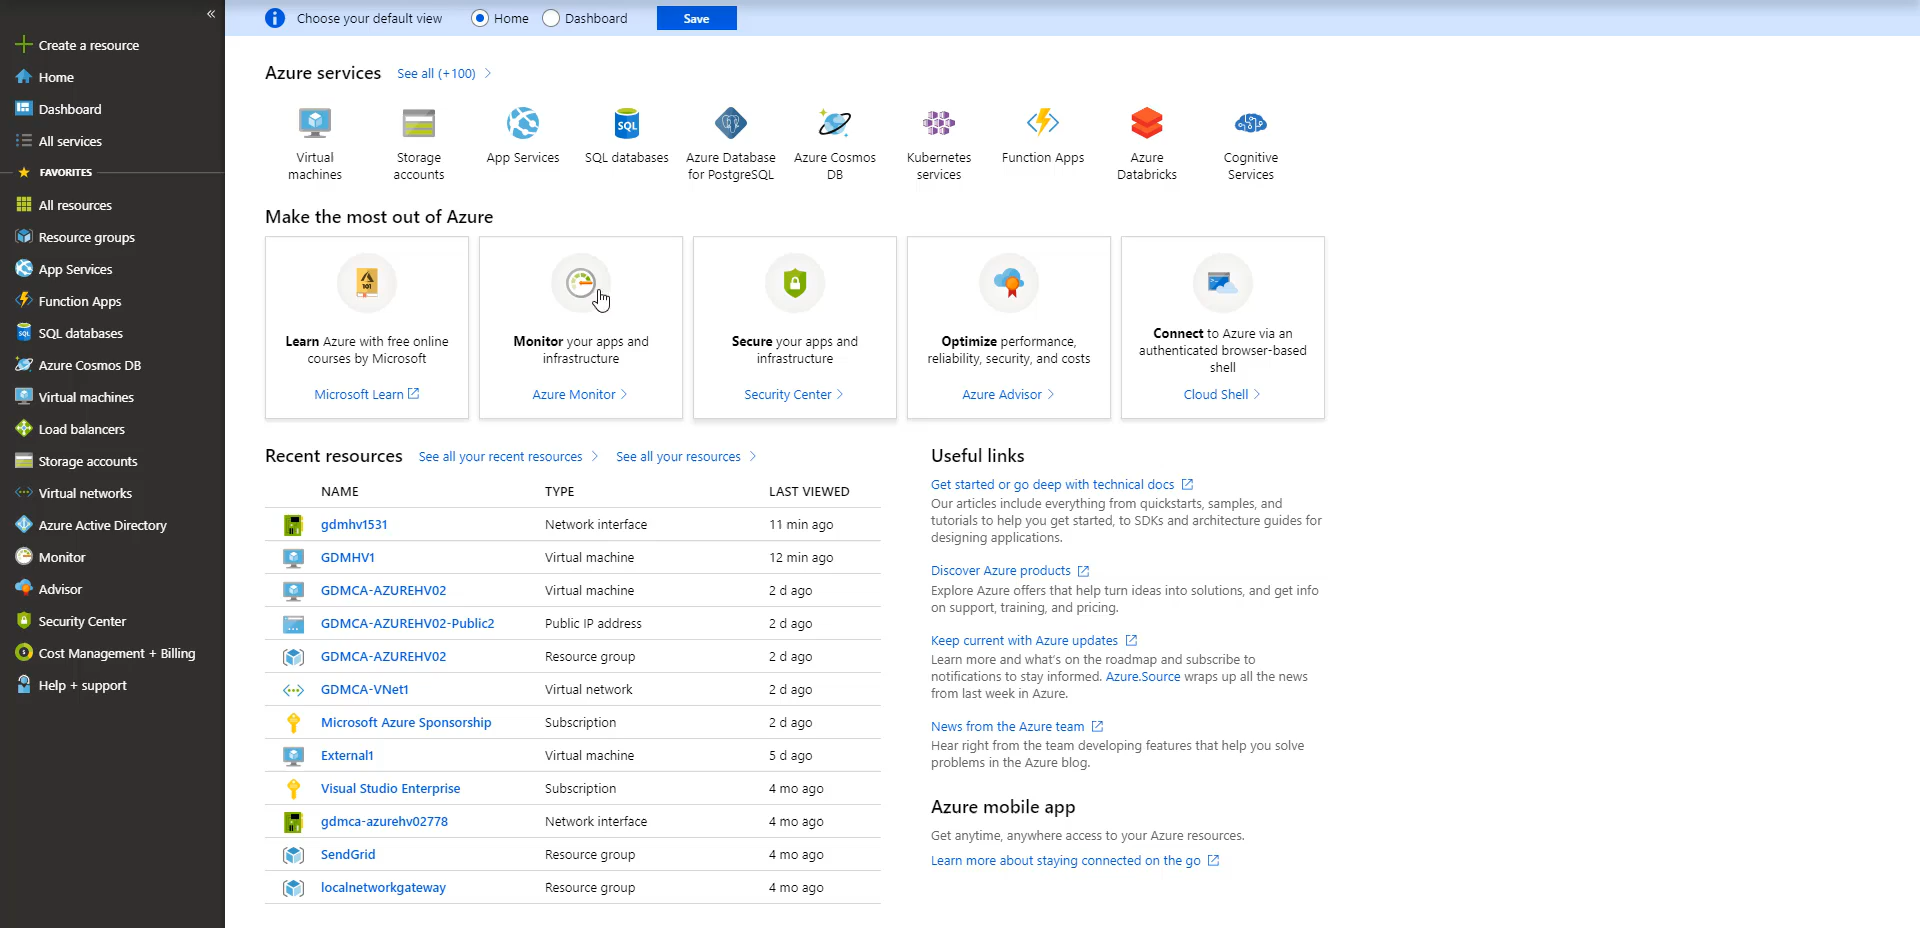 «
Create a resource
Home
Dashboard
All services
FAVORITES
All resources
Resource groups
App Services
Function Apps
SQL databases
Azure Cosmos DB
Virtual machines
Load balancers
Storage accounts
Virtual networks
Azure Active Directory
Monitor
Advisor
Security Center
Cost Management + Billing
Help + support
Choose your default view Home Dashboard Save
Azure services See all (+100) >
Virtual
machines
Storage
accounts
App Services
SQL
SQL databases
Azure Database
for PostgreSQL
Azure Cosmos
DB
Kubernetes
services
Function Apps
Azure
Databricks
Cognitive
Services
Make the most out of Azure
101
Learn Azure with free online
courses by Microsoft
Microsoft Learn
Monitor your apps and
infrastructure
Azure Monitor >
Secure your apps and
infrastructure
Security Center >
Optimize performance,
reliability, security, and costs
Azure Advisor >
Connect to Azure via an
authenticated browser-based
shell
Cloud Shell >
Recent resources See all your recent resources > See all your resources >
NAME TYPE LAST VIEWED
gdmhv1531 Network interface 11 min ago
GDMHV1 Virtual machine 12 min ago
GDMCA-AZUREHV02 Virtual machine 2 d ago
GDMCA-AZUREHV02-Public2 Public IP address 2 d ago
GDMCA-AZUREHV02 Resource group 2 d ago
GDMCA-VNet1 Virtual network 2 d ago
Microsoft Azure Sponsorship Subscription 2 d ago
External1 Virtual machine 5 d ago
Visual Studio Enterprise Subscription 4 mo ago
gdmca-azurehv02778 Network interface 4 mo ago
SendGrid Resource group 4 mo ago
localnetworkgateway Resource group 4 mo ago
Useful links
Get started or go deep with technical docs
Our articles include everything from quickstarts, samples, and
tutorials to help you get started, to SDKs and architecture guides for
designing applications.
Discover Azure products
Explore Azure offers that help turn ideas into solutions, and get info
on support, training, and pricing.
Keep current with Azure updates
Learn more and what's on the roadmap and subscribe to
notifications to stay informed. Azure.Source wraps up all the news
from last week in Azure.
News from the Azure team
Hear right from the team developing features that help you solve
problems in the Azure blog.
Azure mobile app
Get anytime, anywhere access to your Azure resources.
Learn more about staying connected on the go